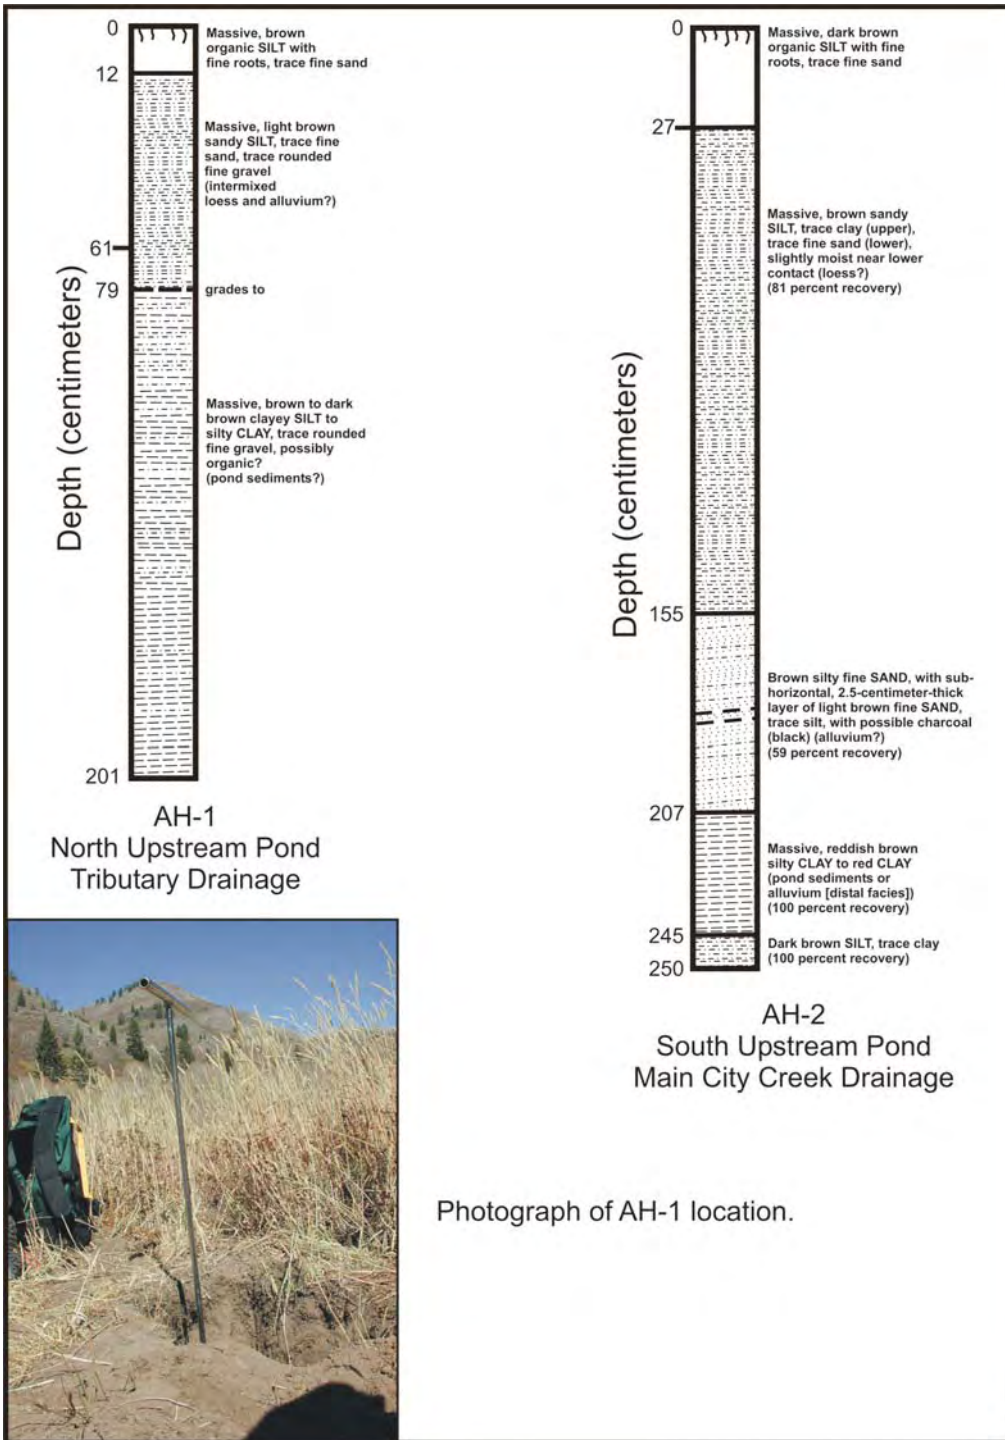 0
Massive, brown
organic SILT with
fine roots, trace fine sand
12
Massive, light brown
sandy SILT, trace fine
sand, trace rounded
fine gravel
(intermixed
loess and alluvium?)
61
79
grades to
Depth (centimeters)
Massive, brown to dark
brown clayey SILT to
silty CLAY, trace rounded
fine gravel, possibly
organic?
(pond sediments?)
201
AH-1
North Upstream Pond
Tributary Drainage
0
Massive, dark brown
organic SILT with fine
roots, trace fine sand
27
Massive, brown sandy
SILT, trace clay (upper),
trace fine sand (lower),
slightly moist near lower
contact (loess?)
(81 percent recovery)
Depth (centimeters)
155
Brown silty fine SAND, with sub-
horizontal, 2.5-centimeter-thick
layer of light brown fine SAND,
trace silt, with possible charcoal
(black) (alluvium?)
(59 percent recovery)
207
Massive, reddish brown
silty CLAY to red CLAY
(pond sediments or
alluvium [distal facies])
(100 percent recovery)
245
Dark brown SILT, trace clay
(100 percent recovery)
250
AH-2
South Upstream Pond
Main City Creek Drainage
Photograph of AH-1 location.